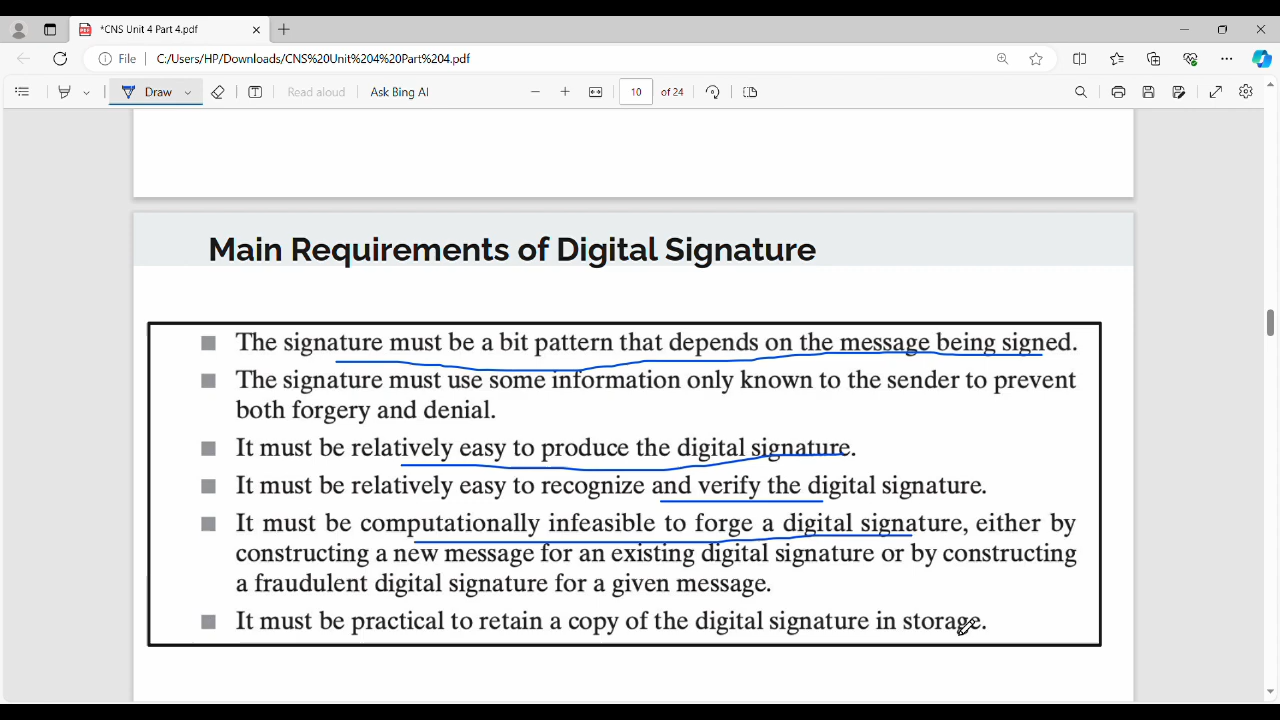 *CNS Unit 4 Part 4.pdf
File C:/Users/HP/Downloads/CNS%20Unit%204%20Part%204.pdf
Draw Read aloud Ask Bing AI 10 of 24
Main Requirements of Digital Signature
The signature must be a bit pattern that depends on the message being signed.
The signature must use some information only known to the sender to prevent
both forgery and denial.
It must be relatively easy to produce the digital signature.
It must be relatively easy to recognize and verify the digital signature.
It must be computationally infeasible to forge a digital signature, either by
constructing a new message for an existing digital signature or by constructing
a fraudulent digital signature for a given message.
It must be practical to retain a copy of the digital signature in storage.